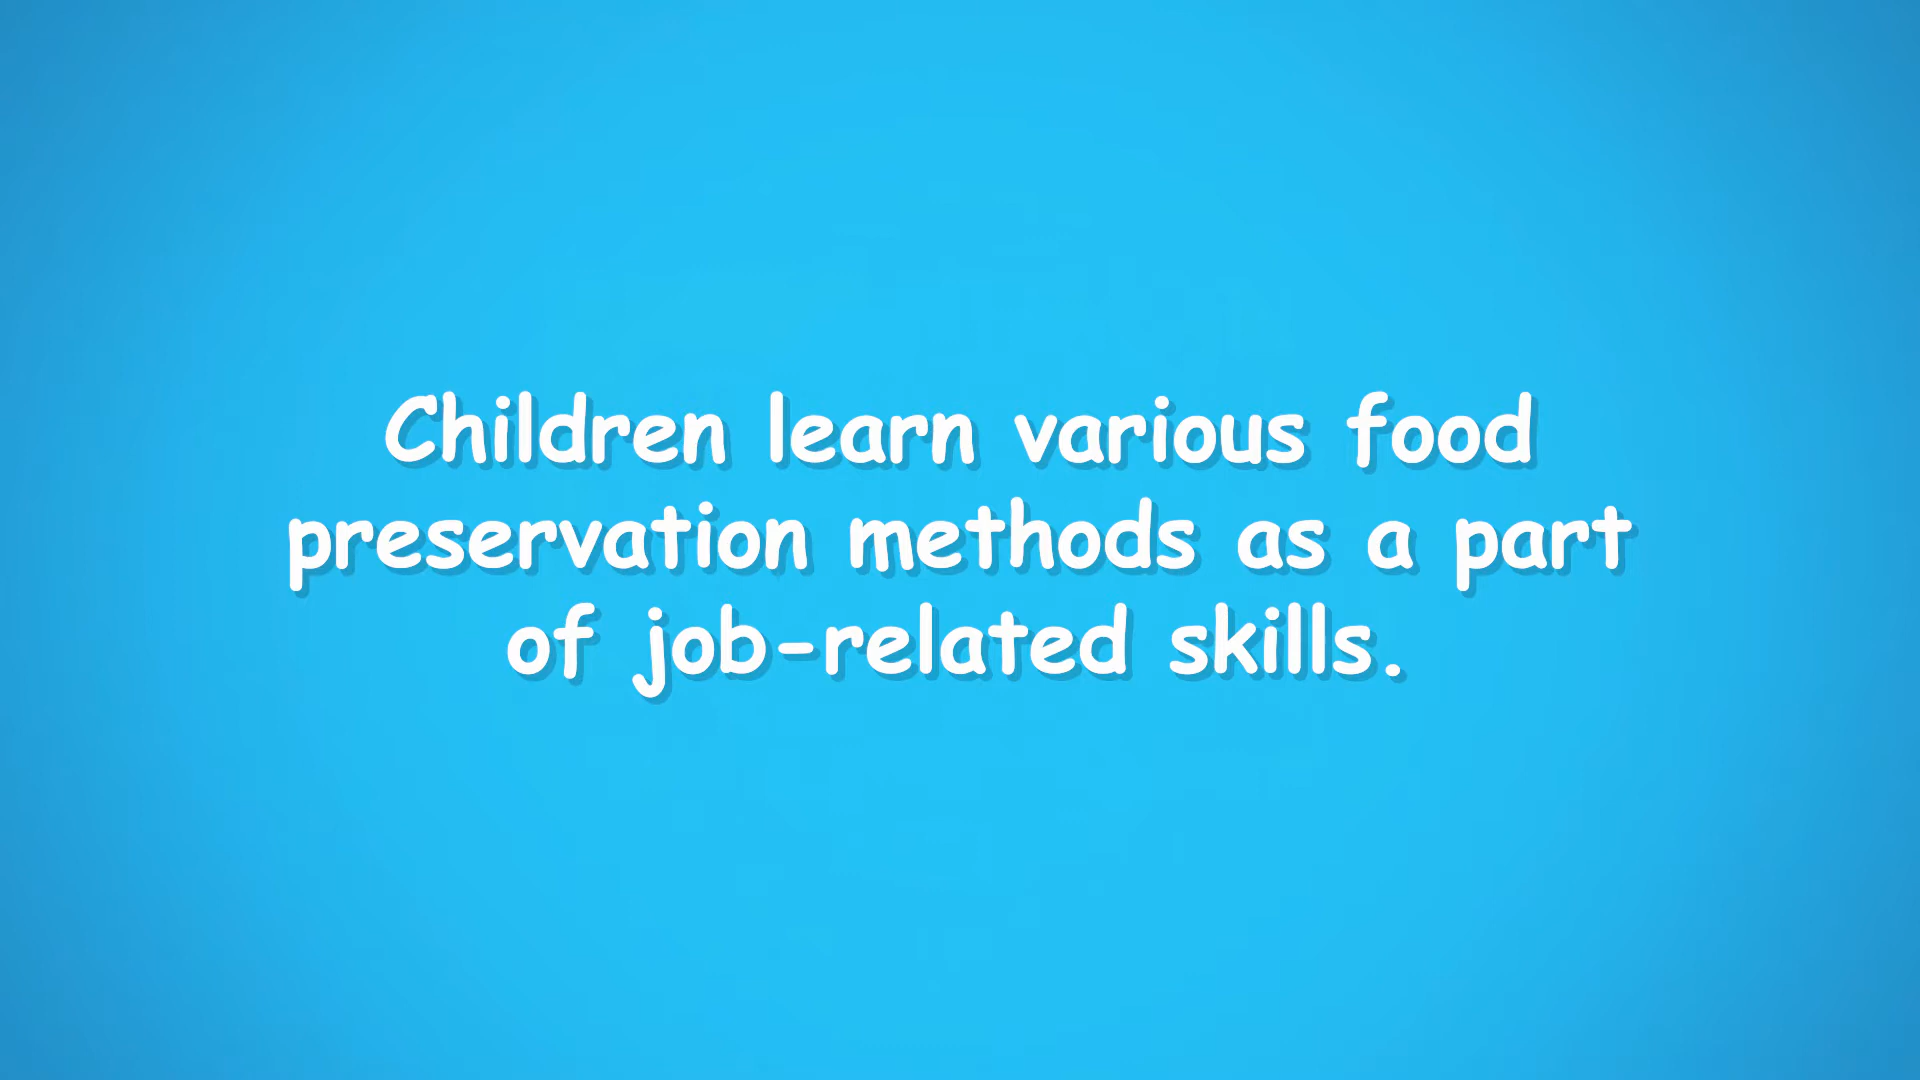 Children learn various food
preservation methods as a part
of job-related skills.